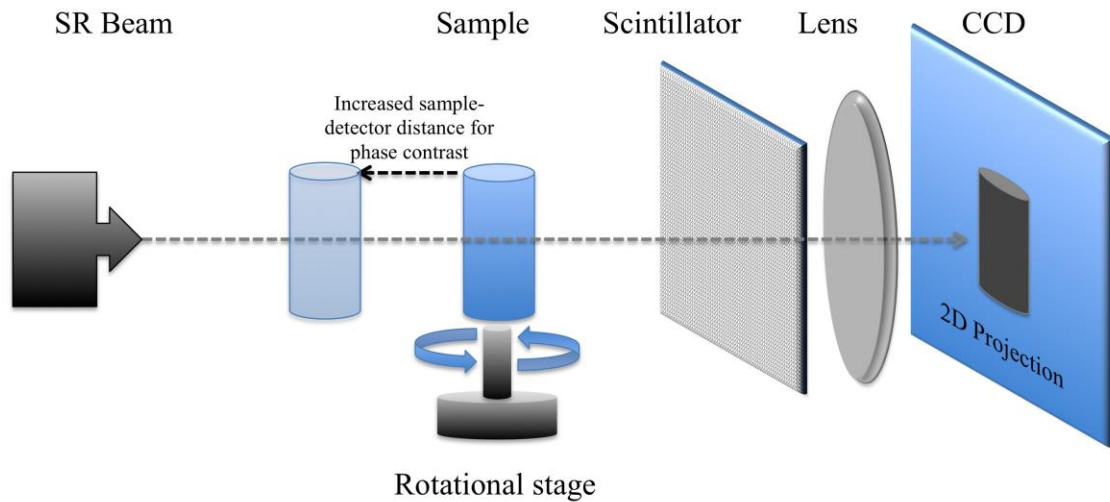 SR Beam
Sample
Scintillator
Lens
CCD
Increased sample-
detector distance for
phase contrast
2D Projection
Rotational stage